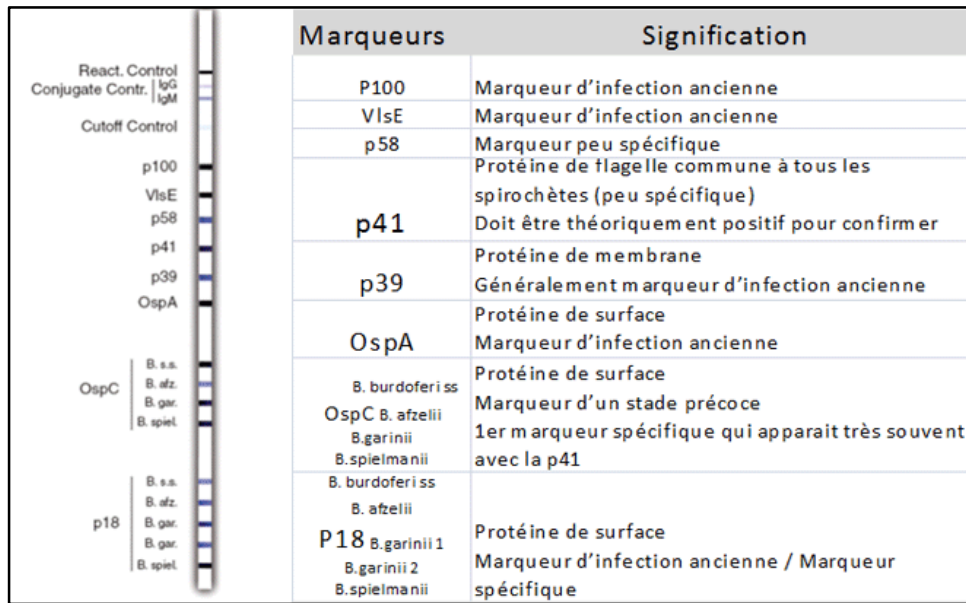 React. Control
Conjugate Contr. IgG
IgM
Cutoff Control
p100
VlsE
p58
p41
p39
OspA
OspC
B. s.s.
B. afz.
B. gar.
B. spiel.
p18
B. s.s.
B. afz.
B. gar.
B. gar.
B. spiel.
Marqueurs Signification
P100 Marqueur d'infection ancienne
VlsE Marqueur d'infection ancienne
p58 Marqueur peu spécifique
p41
Protéine de flagelle commune à tous les
spirochètes (peu spécifique)
Doit être théoriquement positif pour confirmer
p39
Protéine de membrane
Généralement marqueur d'infection ancienne
OspA
Protéine de surface
Marqueur d'infection ancienne
B. burdoferi ss
OspC B. afzelii
B.garinii
B.spielmanii
Protéine de surface
Marqueur d'un stade précoce
1er marqueur spécifique qui apparait très souvent
avec la p41
B. burdoferi ss
B. afzelii
P18 B.garinii 1
B.garinii 2
B.spielmanii
Protéine de surface
Marqueur d'infection ancienne / Marqueur
spécifique